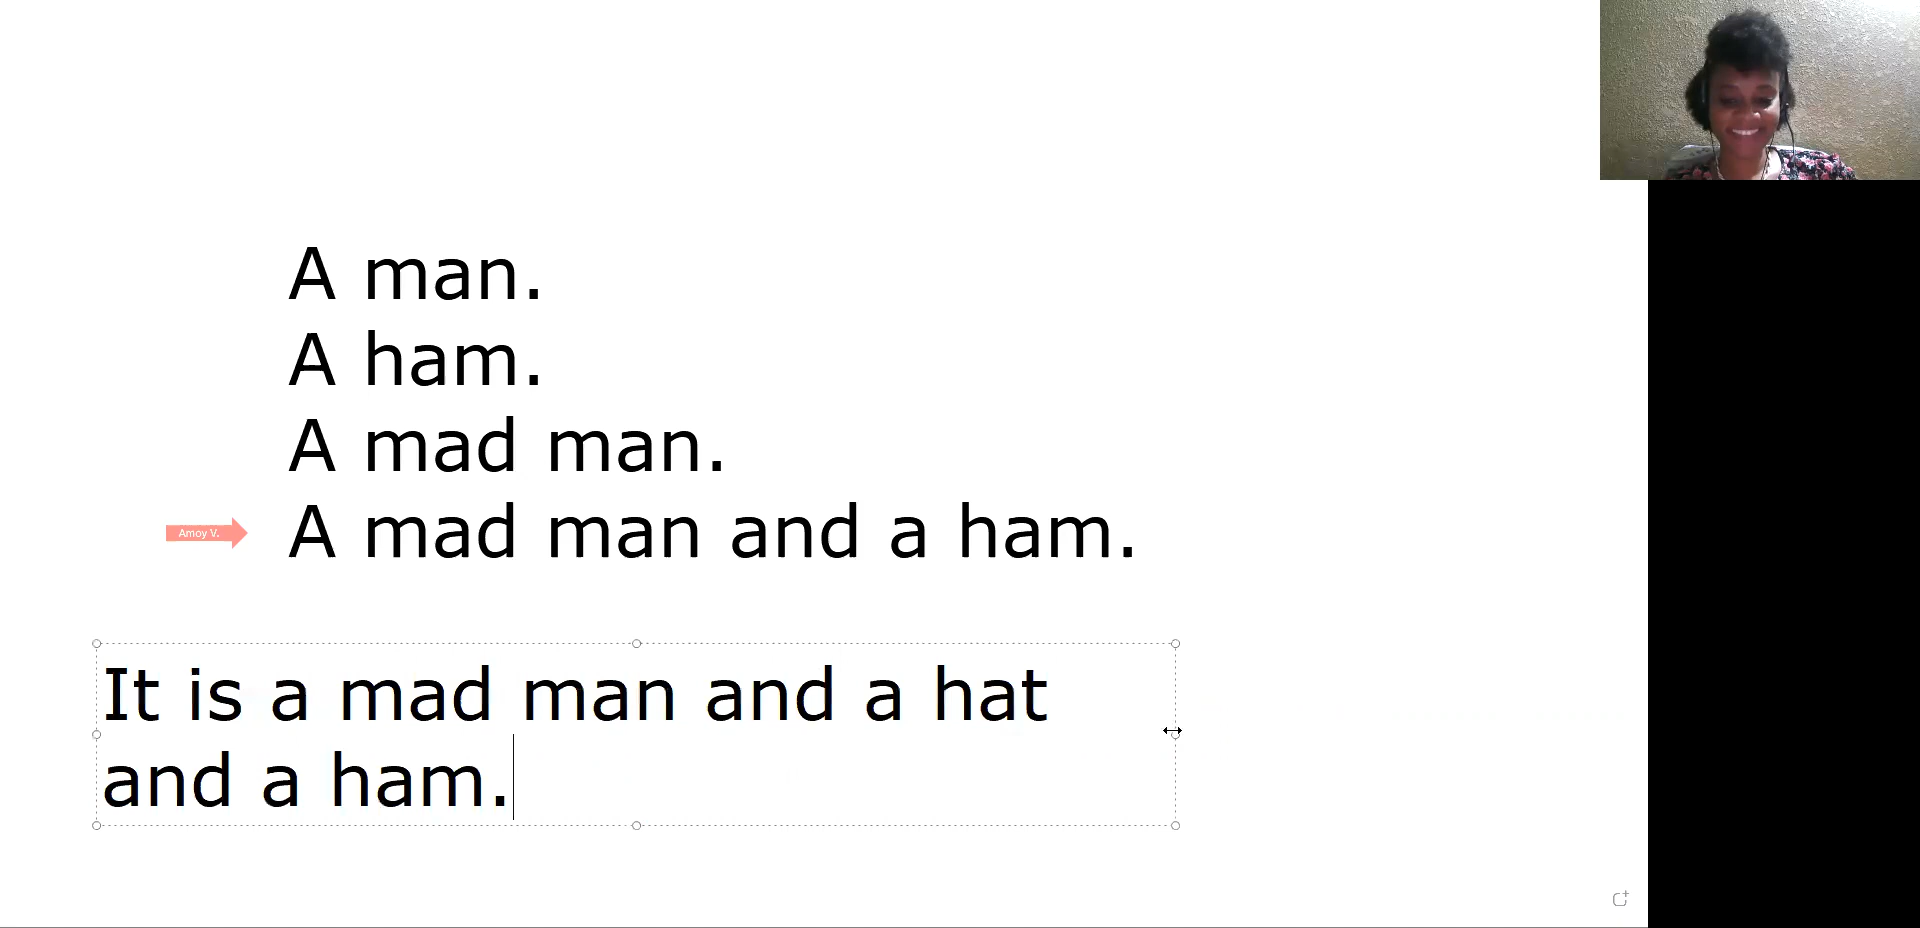 A man.
A ham.
A mad man.
Amoy V.
A mad man and a ham.
It is a mad man and a hat
and a ham.